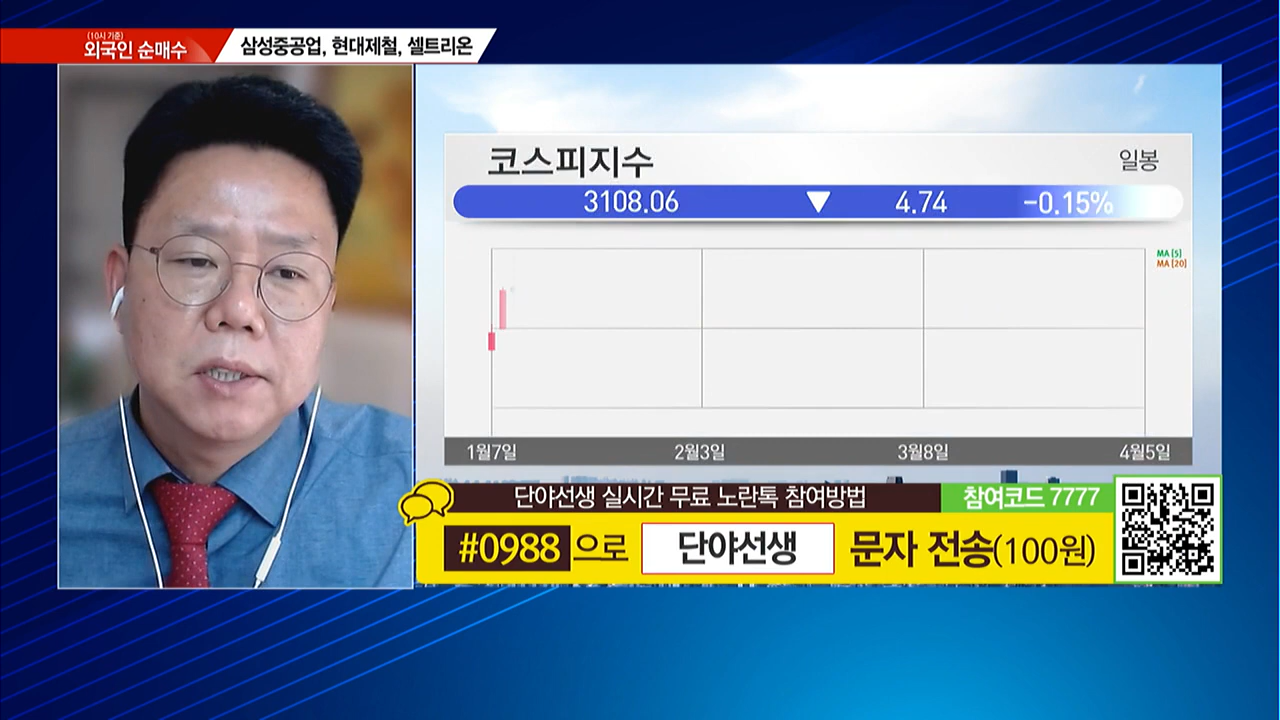 (10시 기준)
외국인 순매수
삼성중공업, 현대제철, 셀트리온
코스피지수
일봉
3108.06 ▼ 4.74 -0.15%
MA [5]
MA [20]
1월7일 2월3일 3월8일 4월5일
단야선생 실시간 무료 노란톡 참여방법
참여코드 7777
#0988 으로 단야선생 문자 전송(100원)